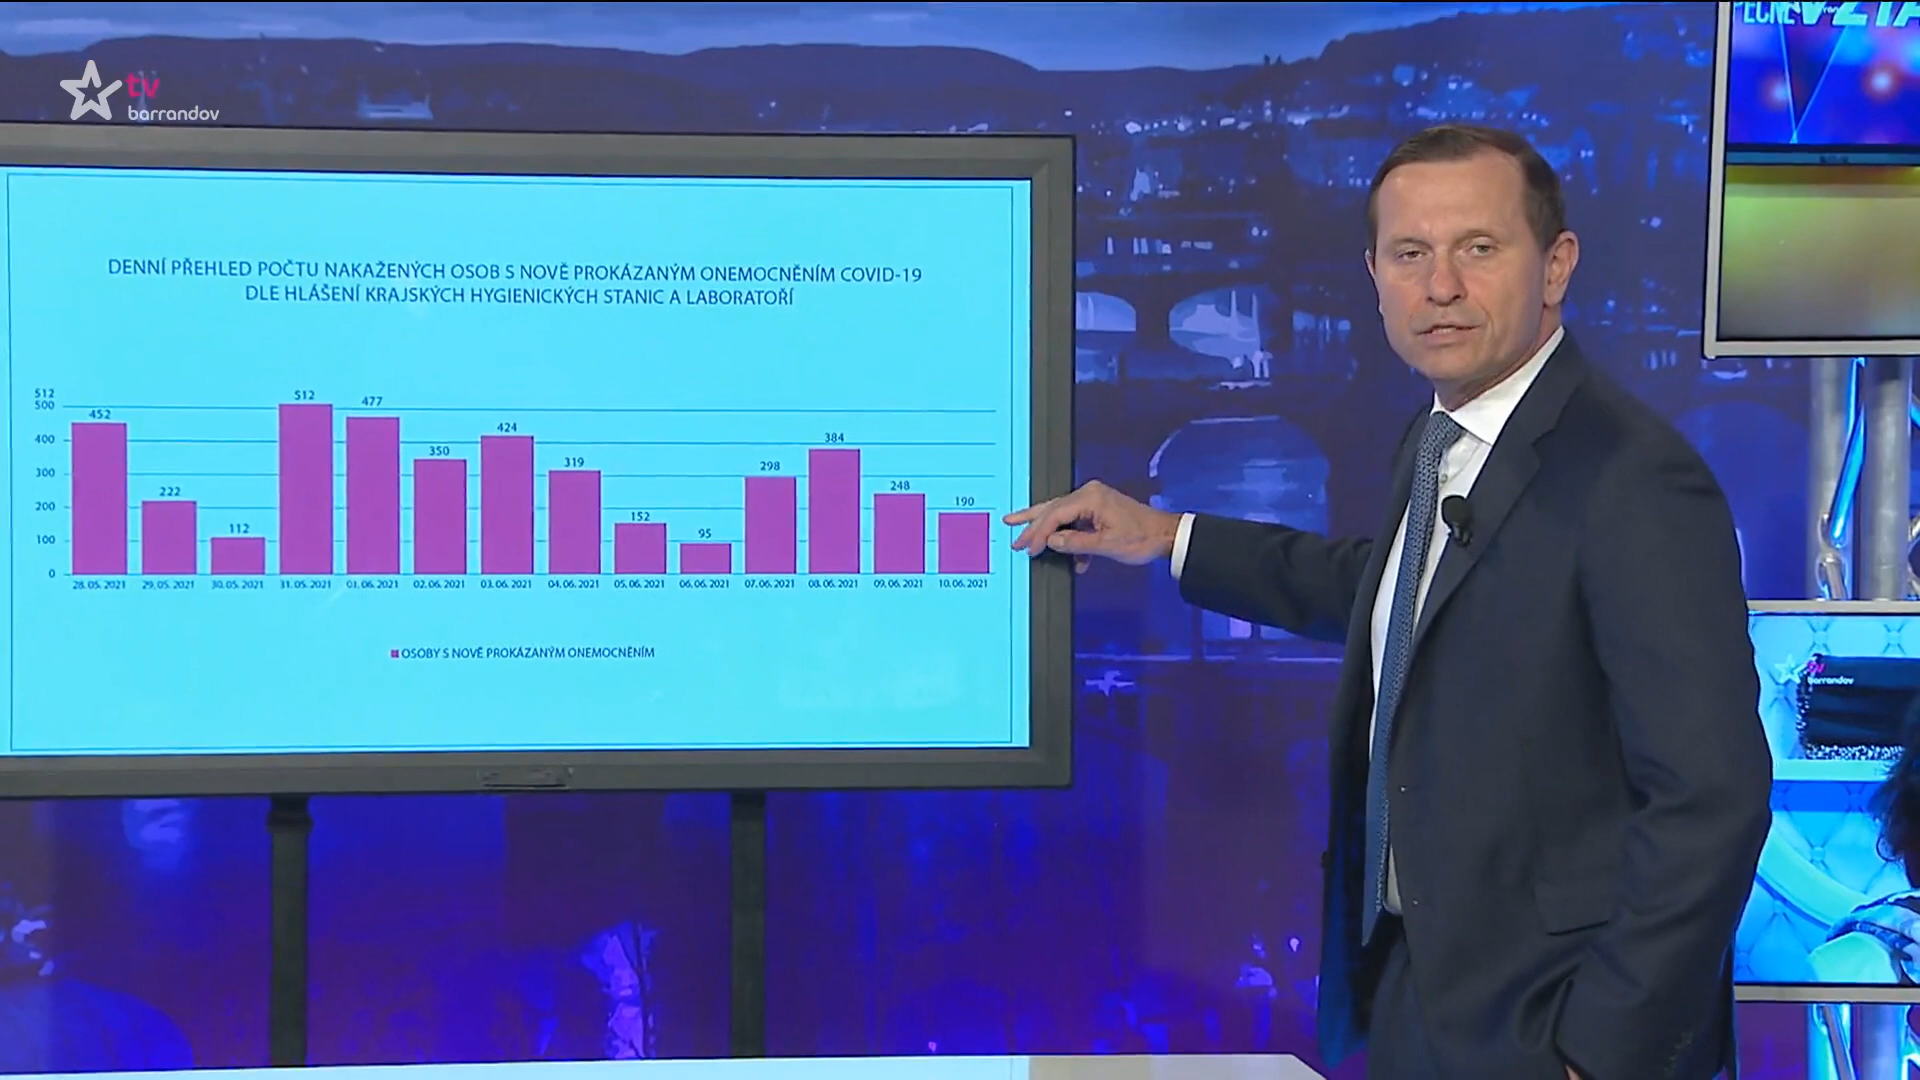 tv
barrandov
DENNÍ PŘEHLED POČTU NAKAŽENÝCH OSOB S NOVĚ PROKÁZANÝM ONEMOCNĚNÍM COVID-19
DLE HLÁŠENÍ KRAJSKÝCH HYGIENICKÝCH STANIC A LABORATOŘÍ
512
500
400
300
200
100
0
452
222
112
512
477
350
424
319
152
95
298
384
248
190
28. 05. 2021 29. 05. 2021 30. 05. 2021 31. 05. 2021 01. 06. 2021 02. 06. 2021 03. 06. 2021 04. 06. 2021 05. 06. 2021 06. 06. 2021 07. 06. 2021 08. 06. 2021 09. 06. 2021 10. 06. 2021
OSOBY S NOVĚ PROKÁZANÝM ONEMOCNĚNÍM
tv
barrandov